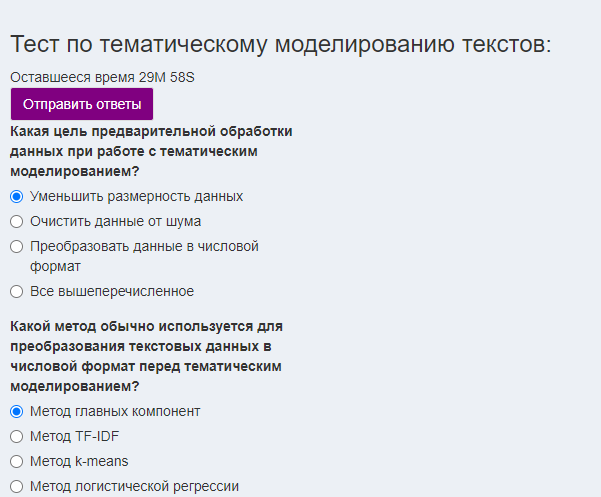 Тест по тематическому моделированию текстов:
Оставшееся время 29M 58S
Отправить ответы
Какая цель предварительной обработки
данных при работе с тематическим
моделированием?
Уменьшить размерность данных
Очистить данные от шума
Преобразовать данные в числовой
формат
Все вышеперечисленное
Какой метод обычно используется для
преобразования текстовых данных в
числовой формат перед тематическим
моделированием?
Метод главных компонент
Метод TF-IDF
Метод k-means
Метод логистической регрессии